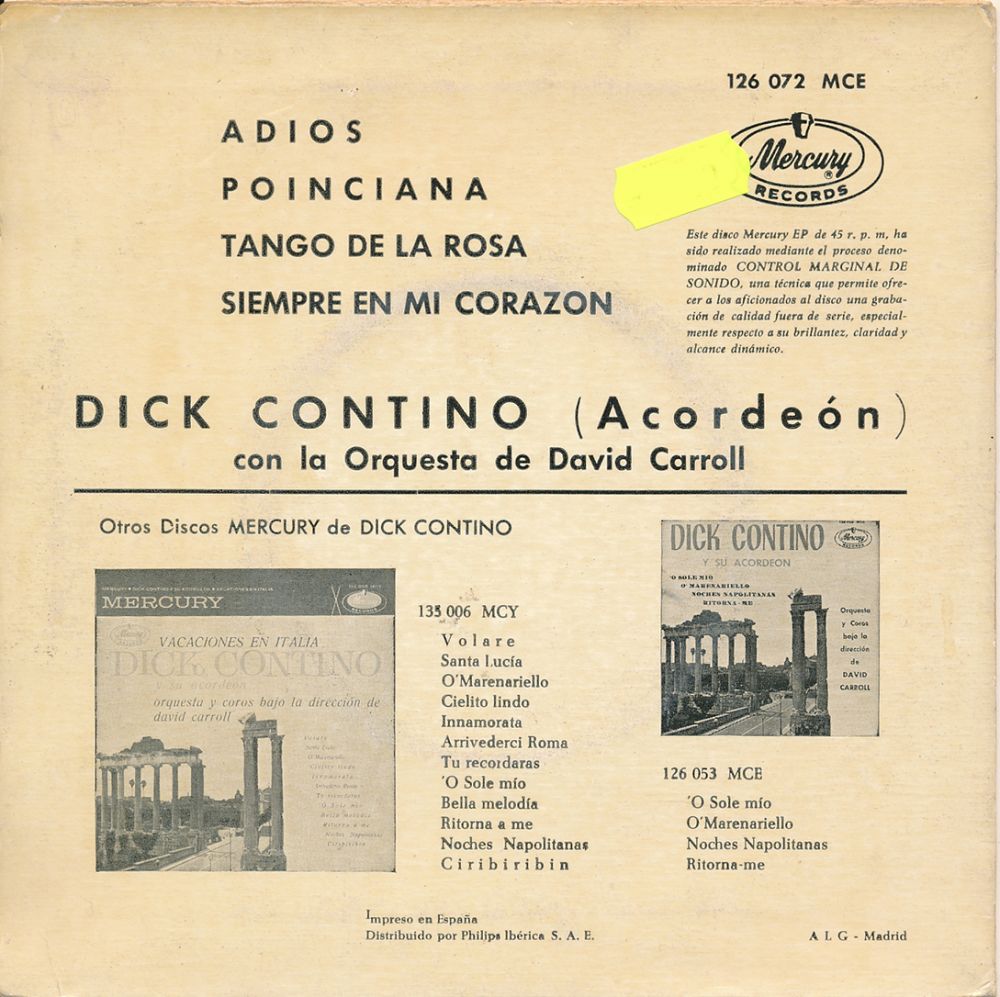 126 072 MCE
ADIOS
POINCIANA
TANGO DE LA ROSA
SIEMPRE EN MI CORAZON
Mercury
®
RECORDS
Este disco Mercury EP de 45 r. p. m. ha
sido realizado mediante el proceso deno-
minado CONTROL MARGINAL DE
SONIDO, una técnica que permite ofre-
cer a los aficionados al disco una graba-
ción de calidad fuera de serie, especial-
mente respecto a su brillantez, claridad y
alcance dinámico.
DICK CONTINO (Acordeón)
con la Orquesta de David Carroll
Otros Discos MERCURY de DICK CONTINO
MERCURY
VACACIONES EN ITALIA
DICK CONTINO
y su acordeón
orquesta y coros bajo la dirección de
david carroll
135 006 MCY
Volare
Santa Lucía
O'Marenariello
Cielito lindo
Innamorata
Arrivederci Roma
Tu recordaras
'O Sole mío
Bella melodía
Ritorna a me
Noches Napolitanas
Ciribiribin
DICK CONTINO
Y SU ACORDEON
'O SOLE MIO
O' MARENARIELLO
NOCHES NAPOLITANAS
RITORNA-ME
Orquesta
y Coros
bajo la
dirección
de
DAVID
CARROLL
126 053 MCE
'O Sole mío
O'Marenariello
Noches Napolitanas
Ritorna-me
Impreso en España
Distribuido por Philips Ibérica S. A. E.
A L G - Madrid